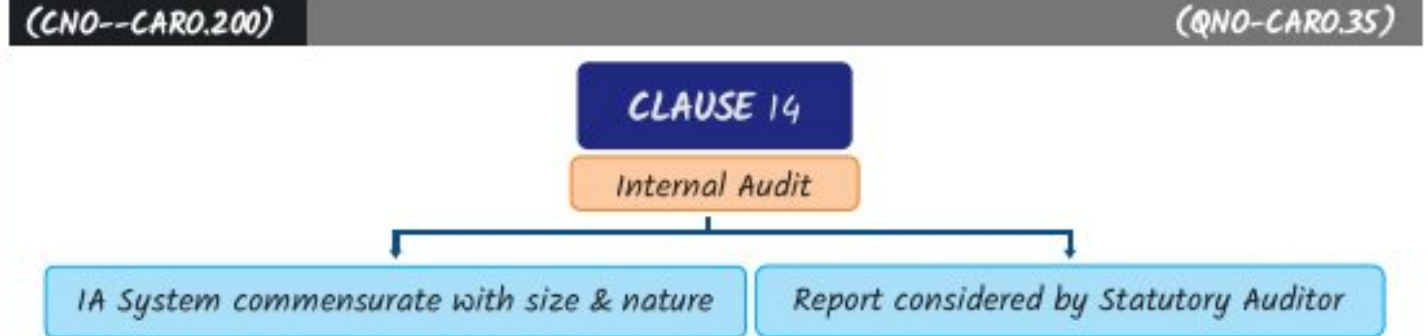 (CNO--CARO.200) (QNO-CARO.35)
CLAUSE 14
Internal Audit
IA System commensurate with size & nature Report considered by Statutory Auditor